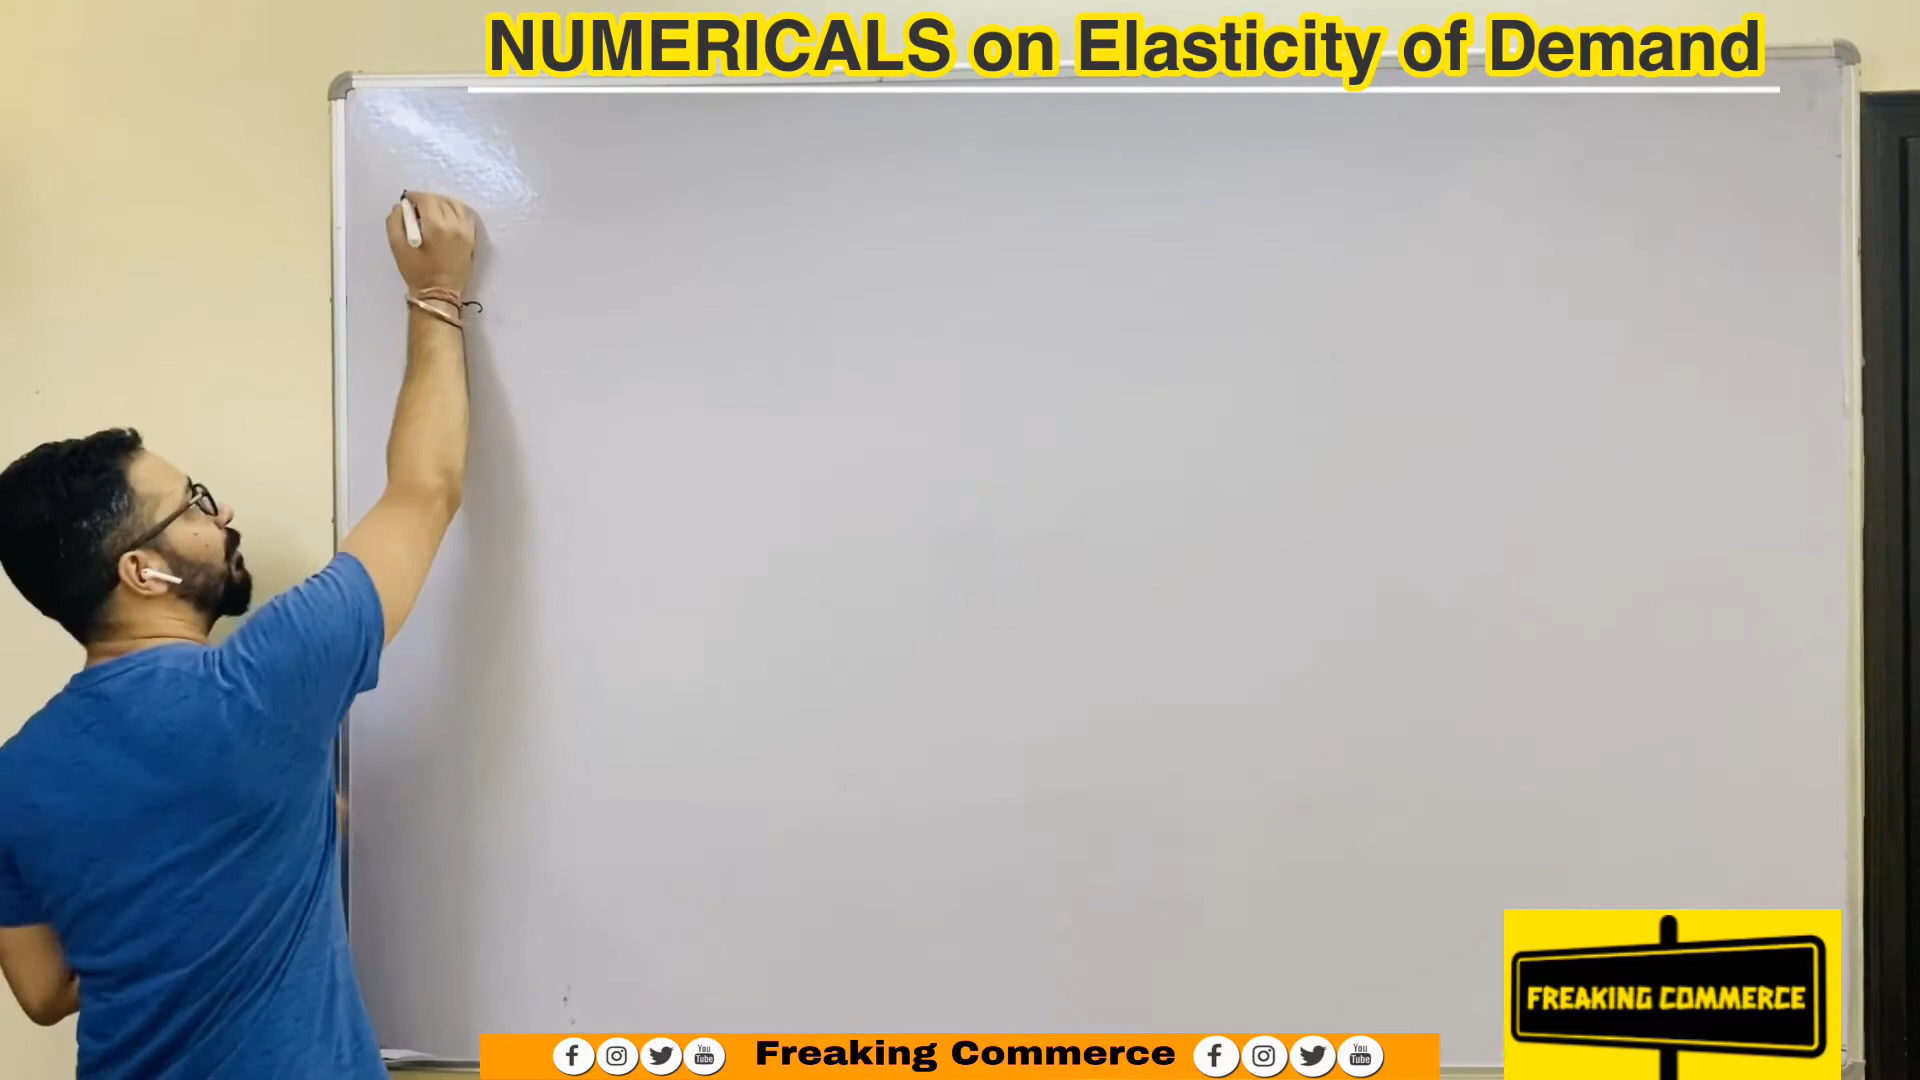 NUMERICALS on Elasticity of Demand
FREAKING COMMERCE
You Tube Freaking Commerce You Tube